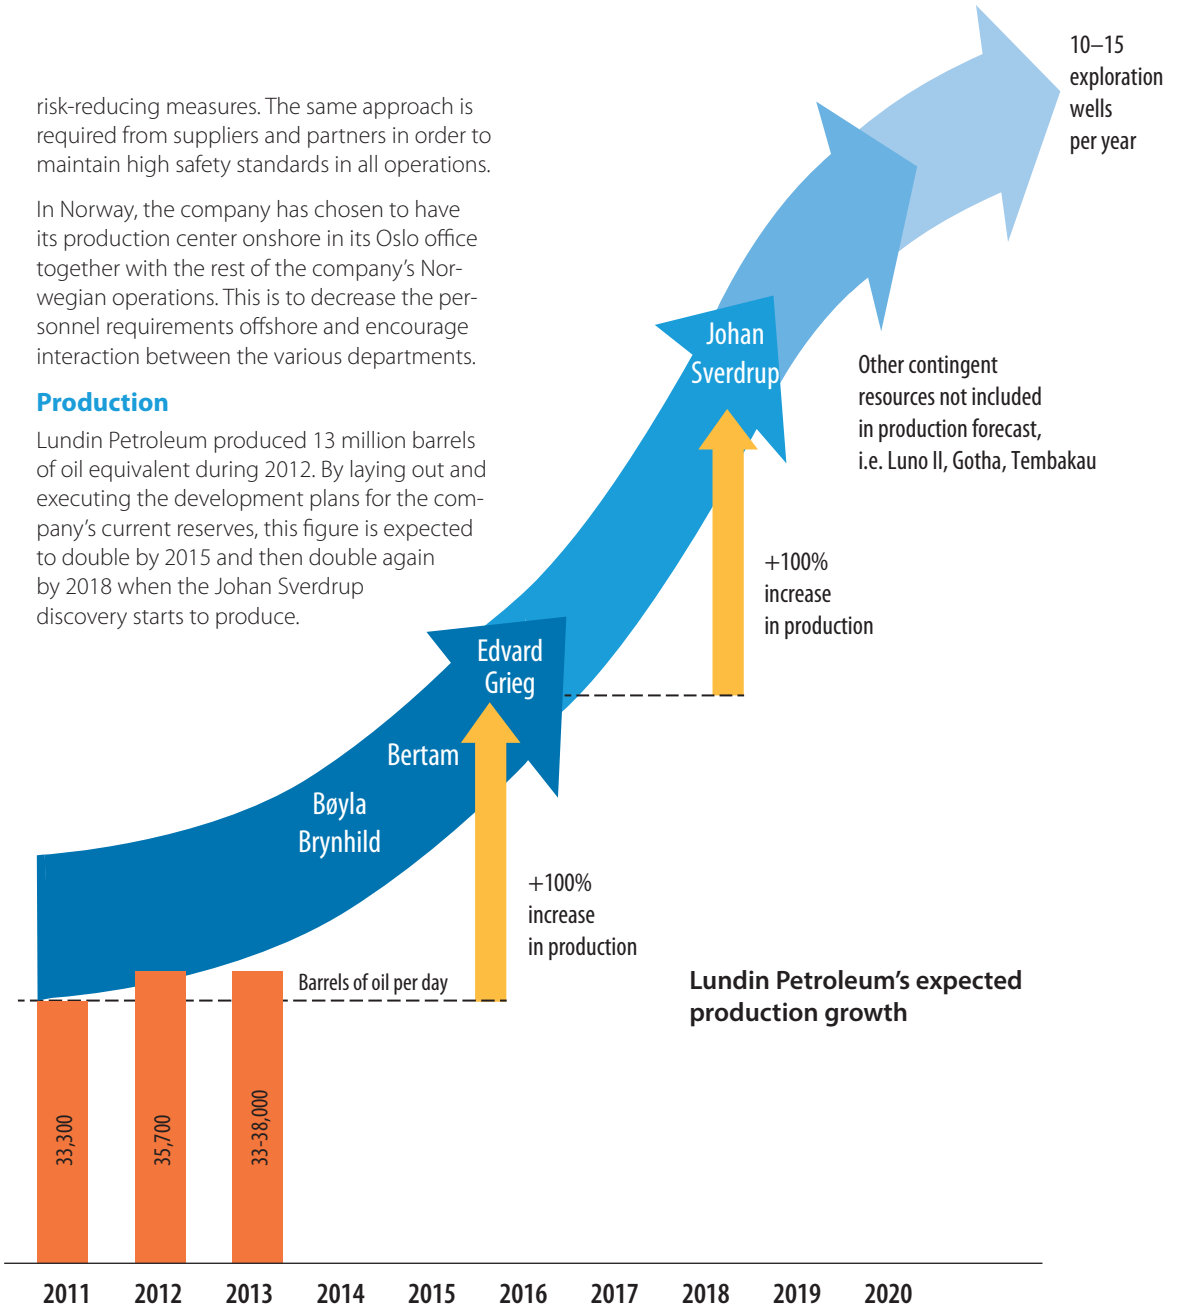 risk-reducing measures. The same approach is
required from suppliers and partners in order to
maintain high safety standards in all operations.
In Norway, the company has chosen to have
its production center onshore in its Oslo office
together with the rest of the company's Nor-
wegian operations. This is to decrease the per-
sonnel requirements offshore and encourage
interaction between the various departments.
Production
Lundin Petroleum produced 13 million barrels
of oil equivalent during 2012. By laying out and
executing the development plans for the com-
pany's current reserves, this figure is expected
to double by 2015 and then double again
by 2018 when the Johan Sverdrup
discovery starts to produce.
10–15
exploration
wells
per year
Johan
Sverdrup
Other contingent
resources not included
in production forecast,
i.e. Luno II, Gotha, Tembakau
+100%
increase
in production
Edvard
Grieg
Bertam
Bøyla
Brynhild
+100%
increase
in production
Barrels of oil per day
Lundin Petroleum's expected
production growth
33,300
35,700
33-38,000
2011 2012 2013 2014 2015 2016 2017 2018 2019 2020